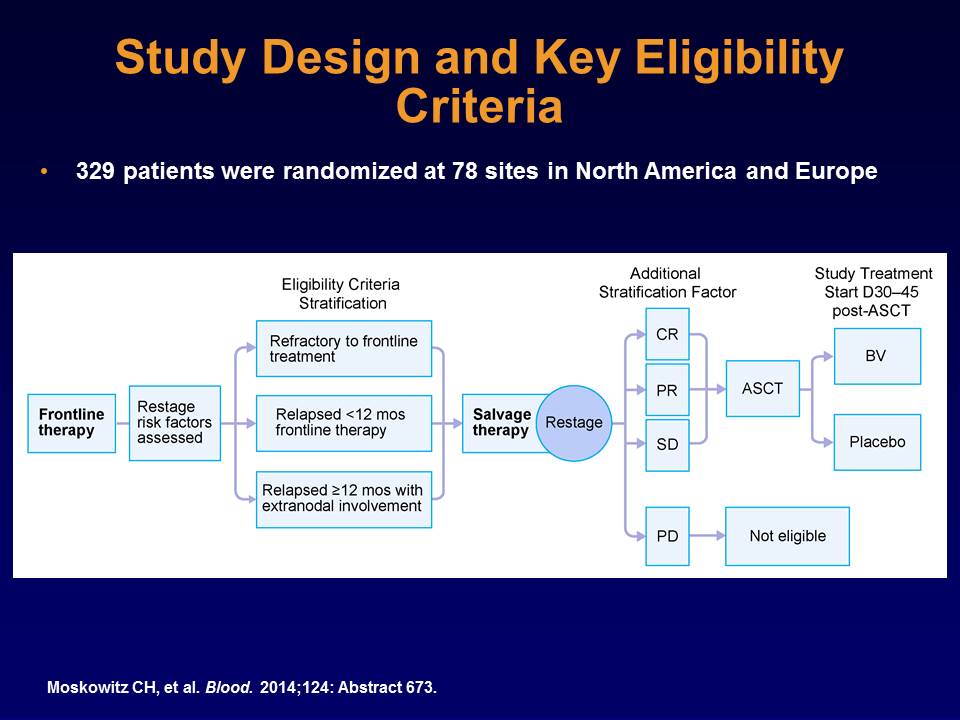 Study Design and Key Eligibility
Criteria
• 329 patients were randomized at 78 sites in North America and Europe
Eligibility Criteria
Stratification
Additional
Stratification Factor
Study Treatment
Start D30–45
post-ASCT
Frontline
therapy
Restage
risk factors
assessed
Refractory to frontline
treatment
Relapsed <12 mos
frontline therapy
Relapsed ≥12 mos with
extranodal involvement
Salvage
therapy
Restage
CR
PR
SD
PD
ASCT
Not eligible
BV
Placebo
Moskowitz CH, et al. Blood. 2014;124: Abstract 673.